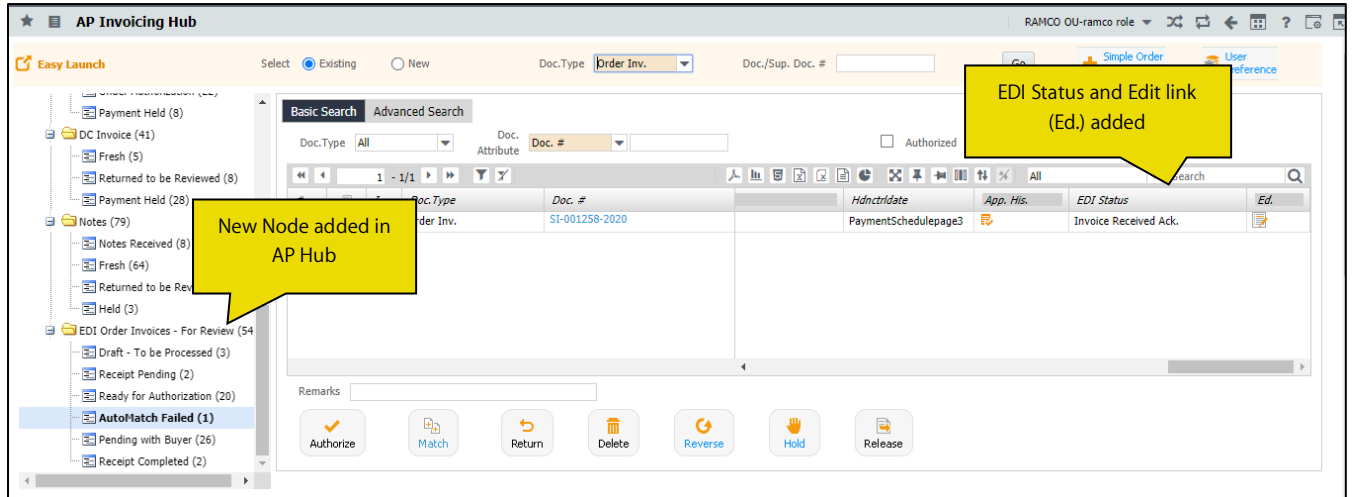 AP Invoicing Hub
RAMCO OU-ramco role
?
Easy Launch
Select Existing New Doc.Type Order Inv. Doc./Sup. Doc. # Go Simple Order User
EDI Status and Edit link
(Ed.) added
Payment Held (8)
DC Invoice (41)
Fresh (5)
Returned to be Reviewed (8)
Payment Held (28)
Notes (79)
Notes Received (8)
Fresh (64)
Returned to be Rev
Held (3)
EDI Order Invoices - For Review (54
Draft - To be Processed (3)
Receipt Pending (2)
Ready for Authorization (20)
AutoMatch Failed (1)
Pending with Buyer (26)
Receipt Completed (2)
New Node added in
AP Hub
Basic Search Advanced Search
Doc.Type All Doc. Attribute Doc. # Authorized
1 - 1/1 All Search
Doc.Type Doc. # Hdnctrldate App. His. EDI Status Ed.
der Inv. SI-001258-2020 PaymentSchedulepage3 Invoice Received Ack.
Remarks
Authorize Match Return Delete Reverse Hold Release